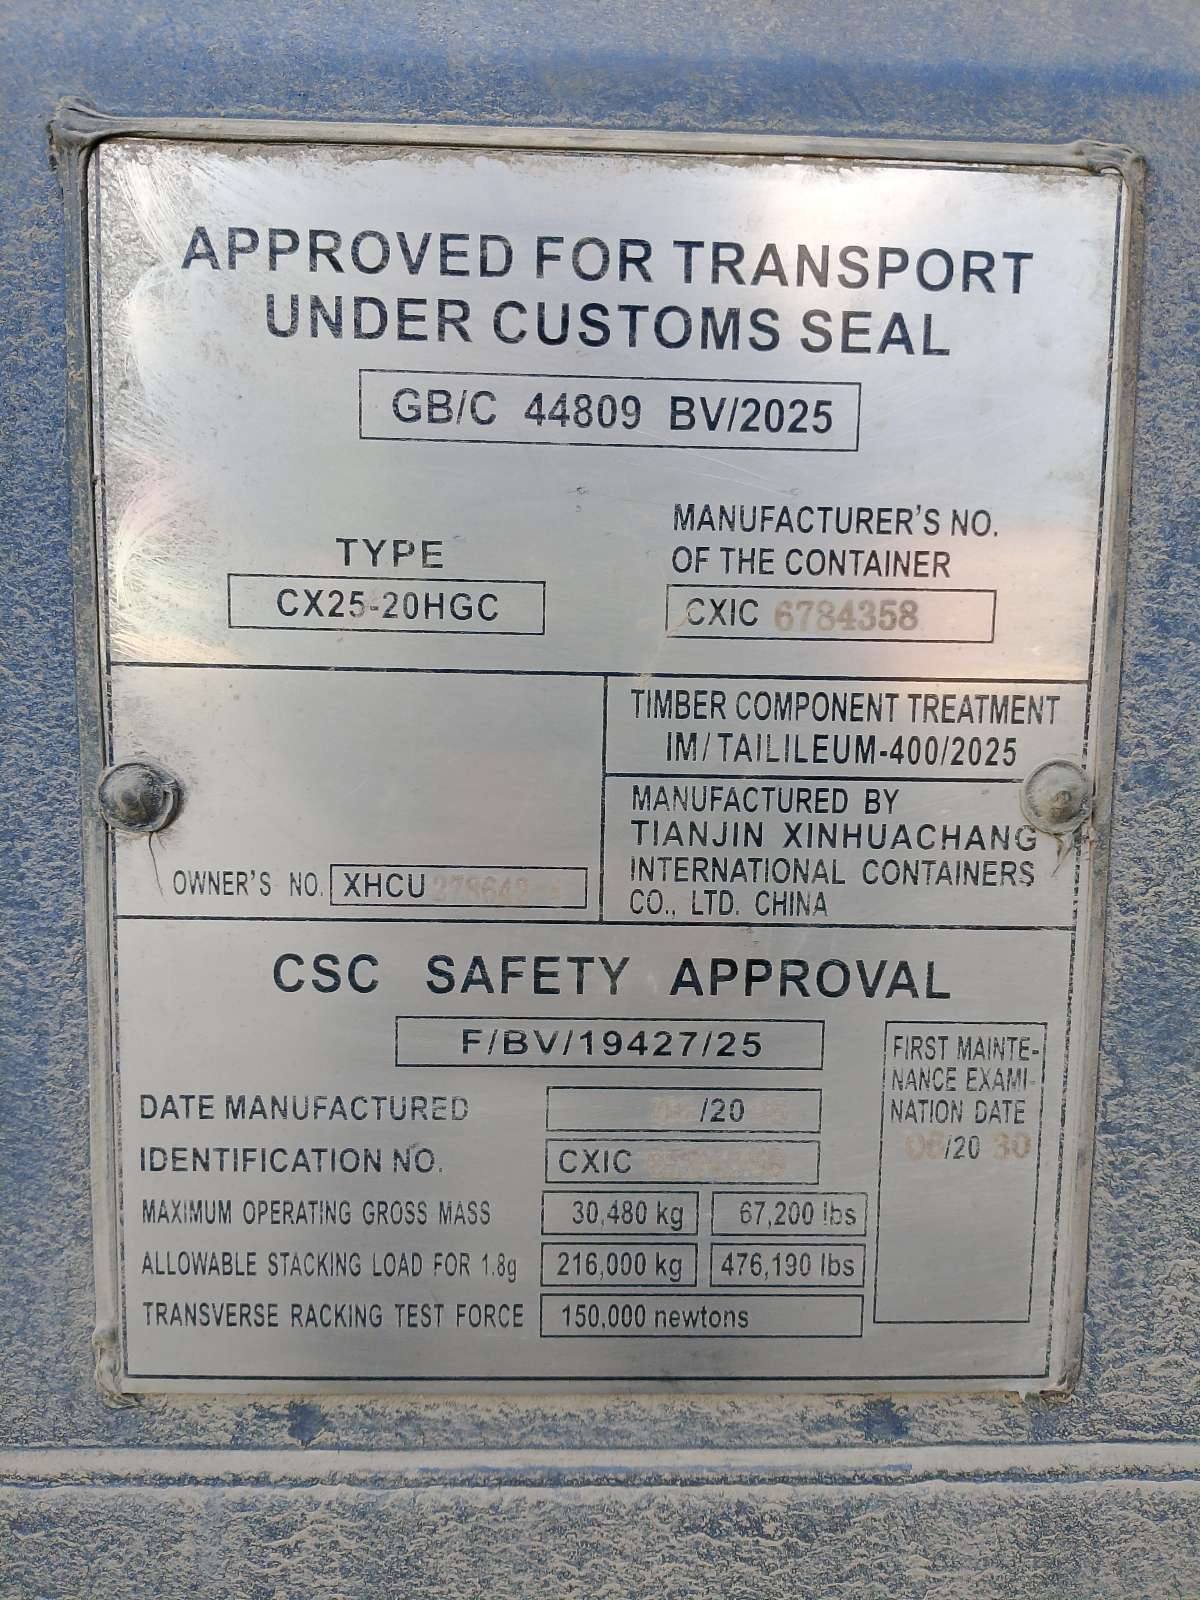 APPROVED FOR TRANSPORT
UNDER CUSTOMS SEAL
GB/C 44809 BV/2025
TYPE
CX25-20HGC
MANUFACTURER'S NO.
OF THE CONTAINER
CXIC 6784358
TIMBER COMPONENT TREATMENT
IM/TAILILEUM-400/2025
MANUFACTURED BY
TIANJIN XINHUACHANG
INTERNATIONAL CONTAINERS
CO., LTD. CHINA
OWNER'S NO. XHCU
CSC SAFETY APPROVAL
F/BV/19427/25
DATE MANUFACTURED /20
IDENTIFICATION NO. CXIC
MAXIMUM OPERATING GROSS MASS 30,480 kg 67,200 lbs
ALLOWABLE STACKING LOAD FOR 1.8g 216,000 kg 476,190 lbs
TRANSVERSE RACKING TEST FORCE 150,000 newtons
FIRST MAINTE-
NANCE EXAMI-
NATION DATE
06/20 30